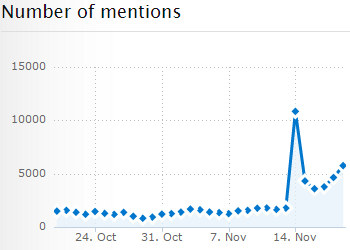 Number of mentions
15000
10000
5000
0
24. Oct 31. Oct 7. Nov 14. Nov